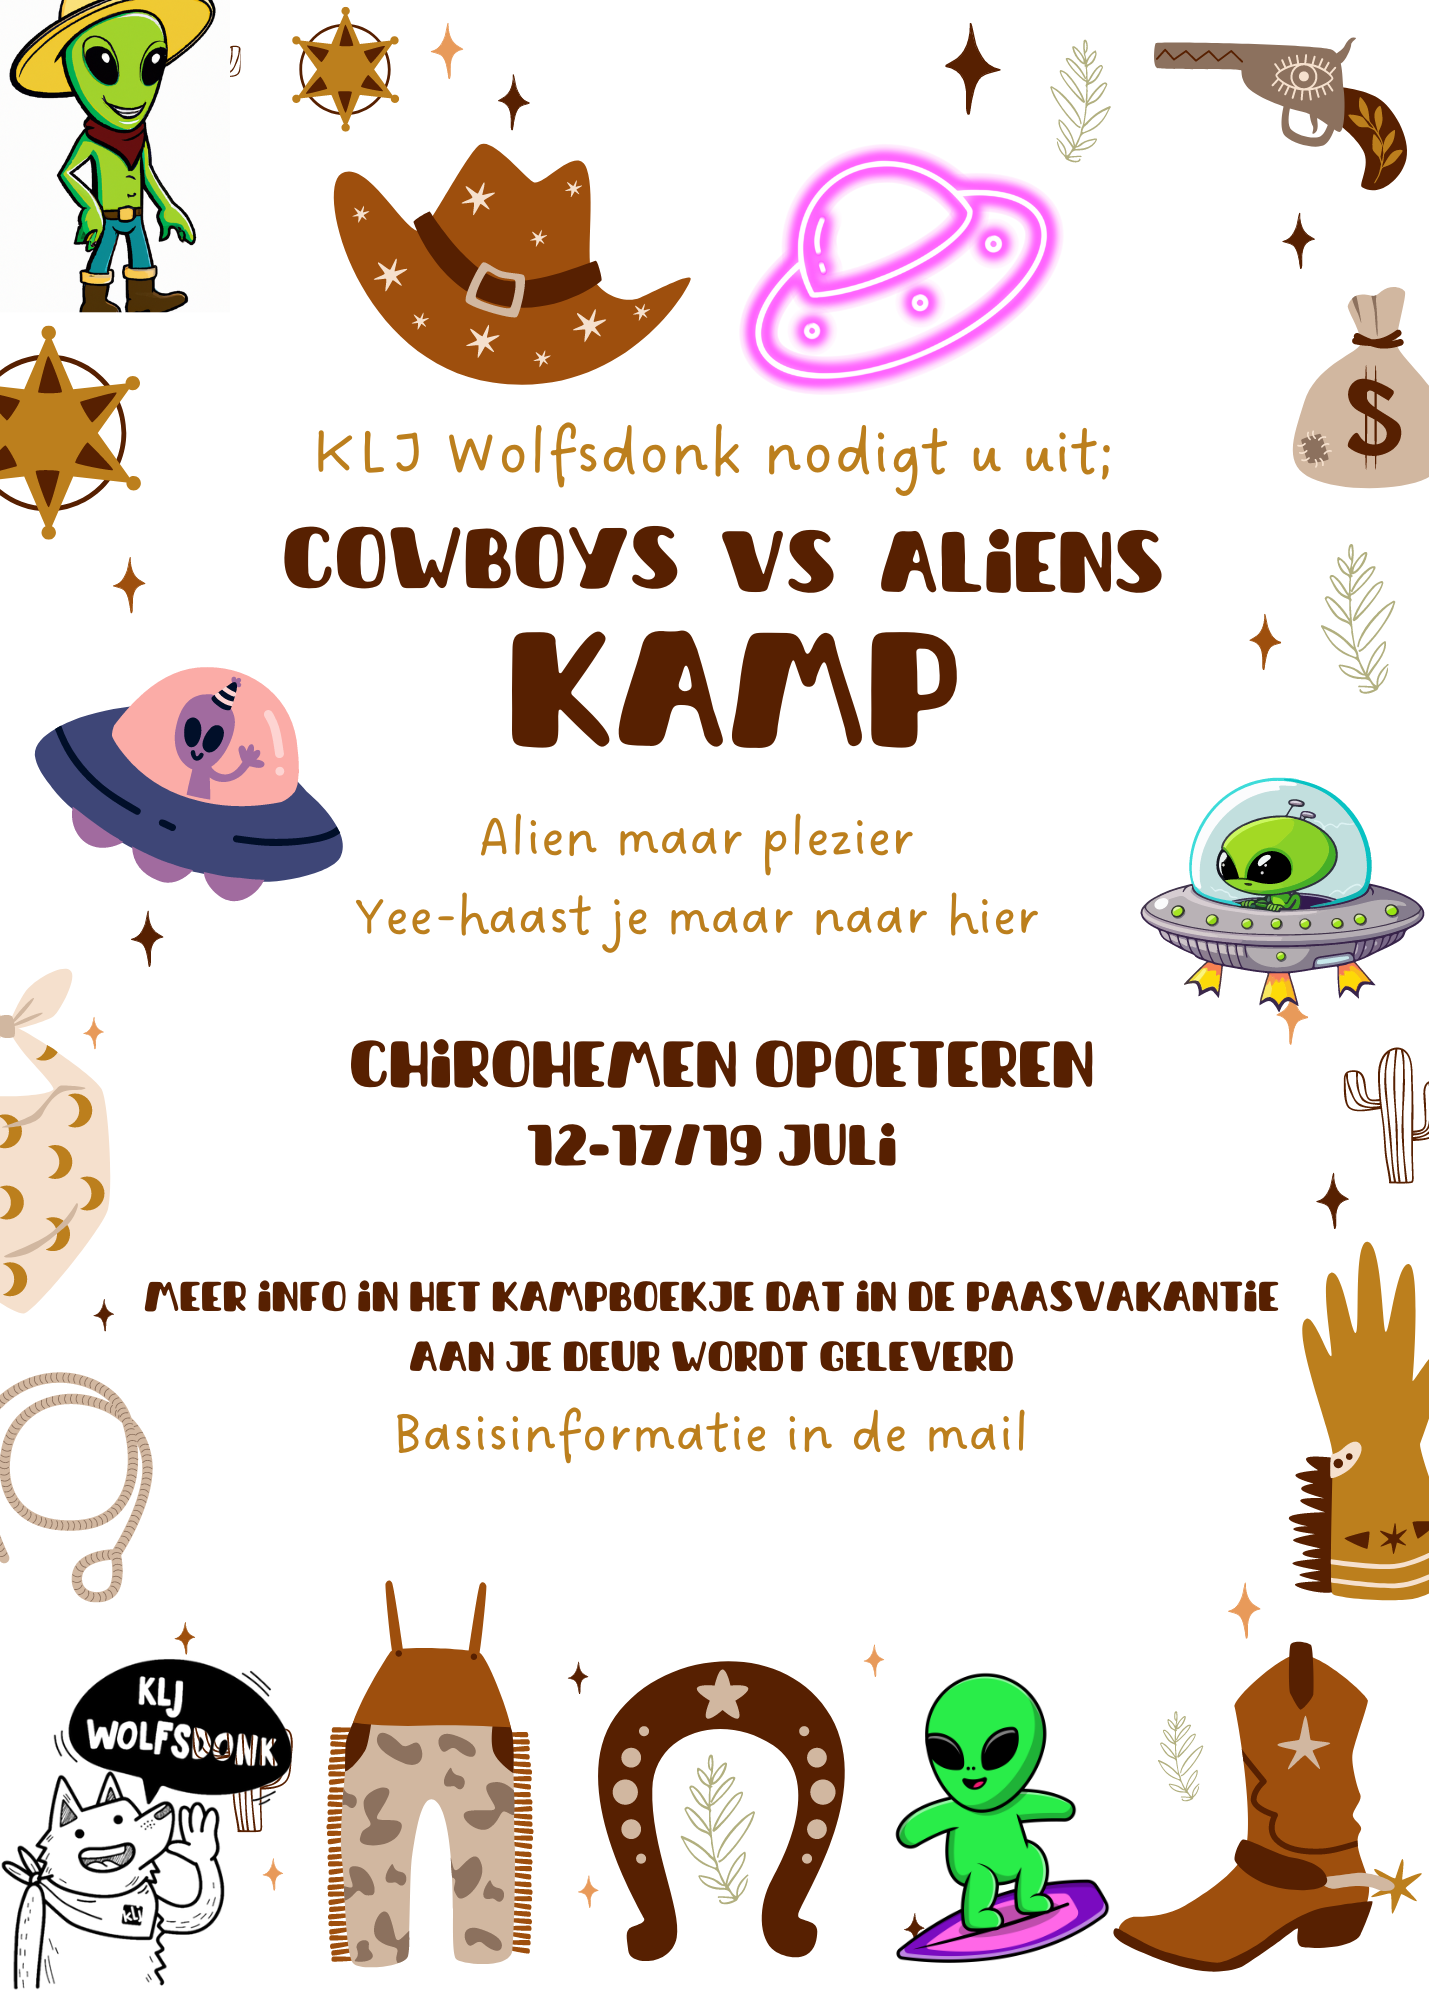 KLJ Wolfsdonk nodigt u uit;
COWBOYS VS ALIENS
KAMP
Alien maar plezier
Yee-haast je maar naar hier
CHIROHEMEN OPOETEREN
12-17/19 JULI
MEER INFO IN HET KAMPBOEKJE DAT IN DE PAASVAKANTIE
AAN JE DEUR WORDT GELEVERD
Basisinformatie in de mail
KLJ
WOLFSDONK
KLJ
$